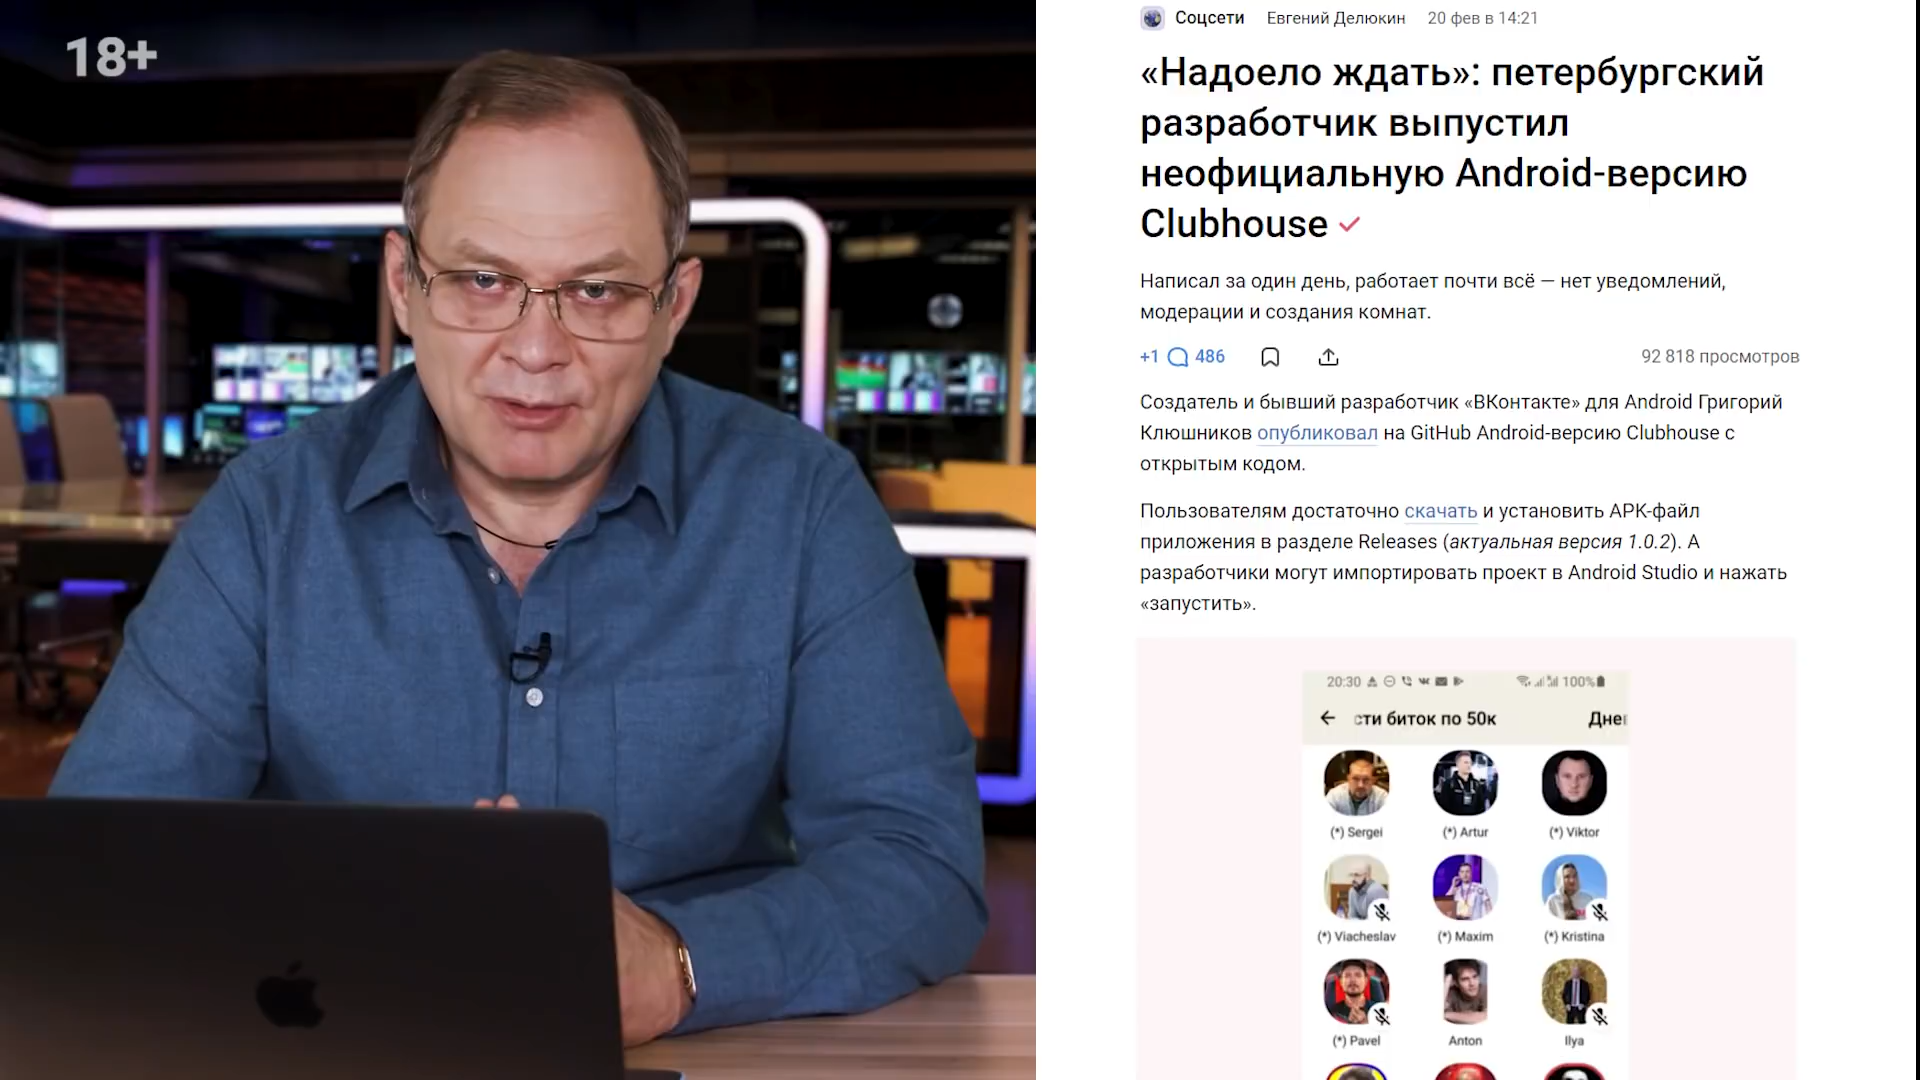 18+
Соцсети Евгений Делюкин 20 фев в 14:21
«Надоело ждать»: петербургский
разработчик выпустил
неофициальную Android-версию
Clubhouse
Написал за один день, работает почти всё — нет уведомлений,
модерации и создания комнат.
+1 486 92 818 просмотров
Создатель и бывший разработчик «ВКонтакте» для Android Григорий
Клюшников опубликовал на GitHub Android-версию Clubhouse с
открытым кодом.
Пользователям достаточно скачать и установить APK-файл
приложения в разделе Releases (актуальная версия 1.0.2). А
разработчики могут импортировать проект в Android Studio и нажать
«запустить».
20:30 100%
сти биток по 50к Дне
(*) Sergei (*) Artur (*) Viktor
(*) Viacheslav (*) Maxim (*) Kristina
(*) Pavel Anton Ilya